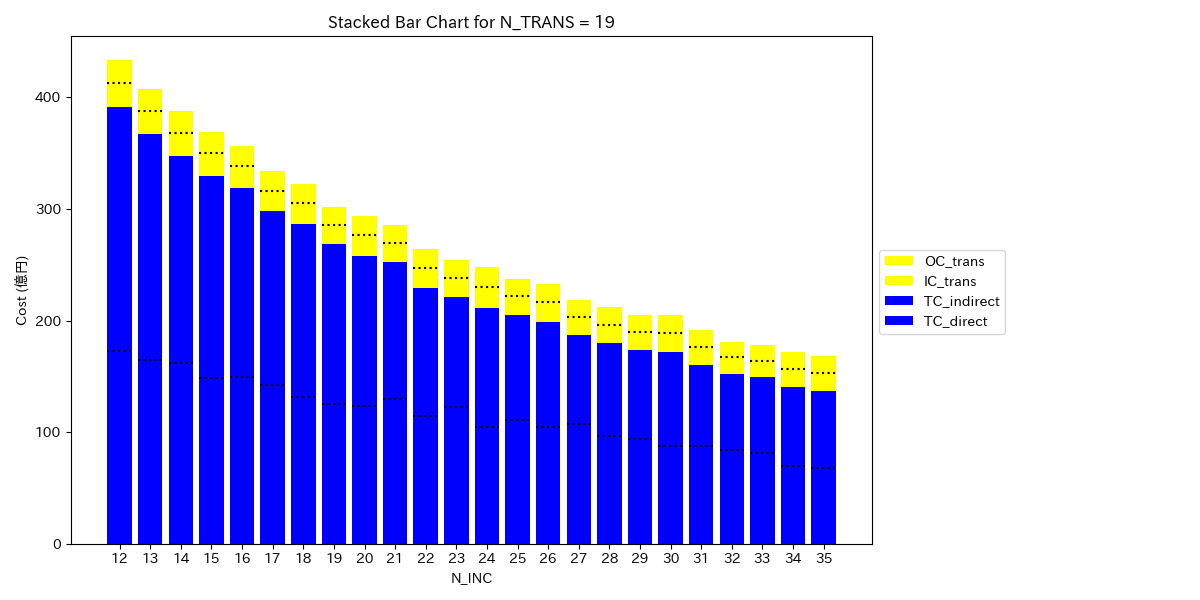 Stacked Bar Chart for N_TRANS = 19
Cost (億円)
400
300
200
100
0
12 13 14 15 16 17 18 19 20 21 22 23 24 25 26 27 28 29 30 31 32 33 34 35
N_INC
OC_trans
IC_trans
TC_indirect
TC_direct